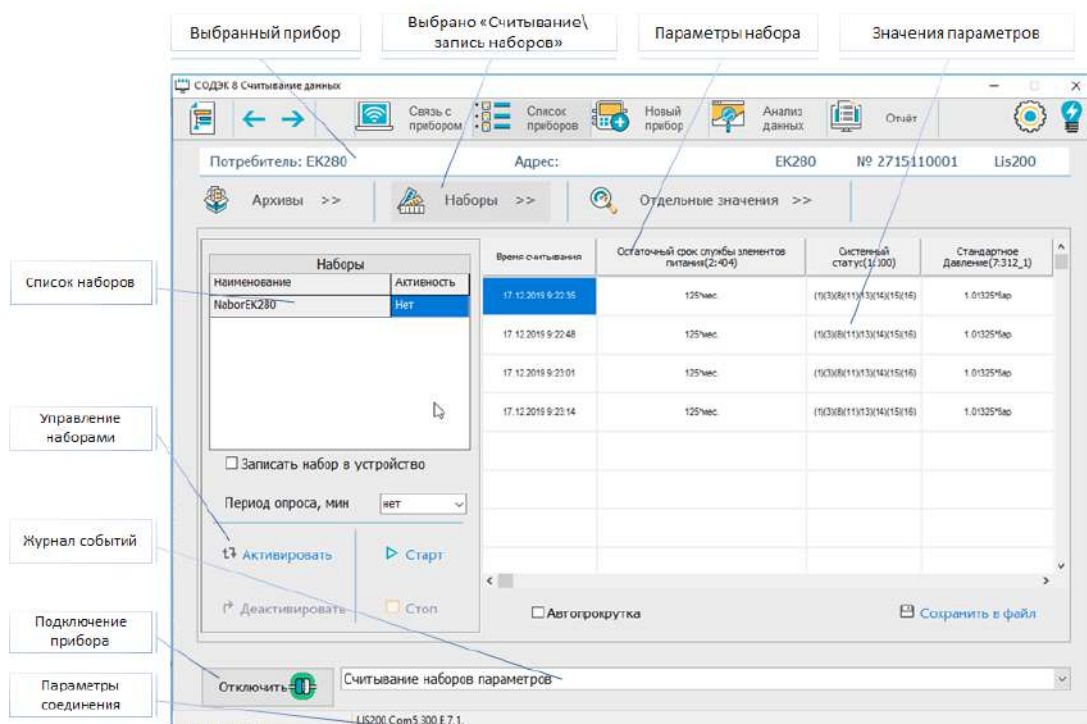 Выбранный прибор
Выбрано «Считывание\
запись наборов»
Параметры набора
Значения параметров
СОДЭК 8 Считывание данных
Связь с
прибором
Список
приборов
Новый
прибор
Анализ
данных
Отчёт
Потребитель: EK280
Адрес:
EK280
№ 2715110001
Lis200
Архивы >>
Наборы >>
Отдельные значения >>
Список наборов
Наборы
Наименование
Активность
NaborEK280
Нет
Время считывания
Остаточный срок службы элементов
питания(2:404)
Системный
статус(1:100)
Стандартное
Давление(7:312_1)
17.12.2019 9:22:35
125*мес.
(1)(3)(8)(11)(13)(14)(15)(16)
1.01325*бар
17.12.2019 9:22:48
125*мес.
(1)(3)(8)(11)(13)(14)(15)(16)
1.01325*бар
17.12.2019 9:23:01
125*мес.
(1)(3)(8)(11)(13)(14)(15)(16)
1.01325*бар
17.12.2019 9:23:14
125*мес.
(1)(3)(8)(11)(13)(14)(15)(16)
1.01325*бар
Управление
наборами
Записать набор в устройство
Период опроса, мин
нет
Журнал событий
Активировать
Старт
Деактивировать
Стоп
Автопрокрутка
Сохранить в файл
Подключение
прибора
Отключить
Считывание наборов параметров
Параметры
соединения
LIS200 Com5.300 E.7.1.